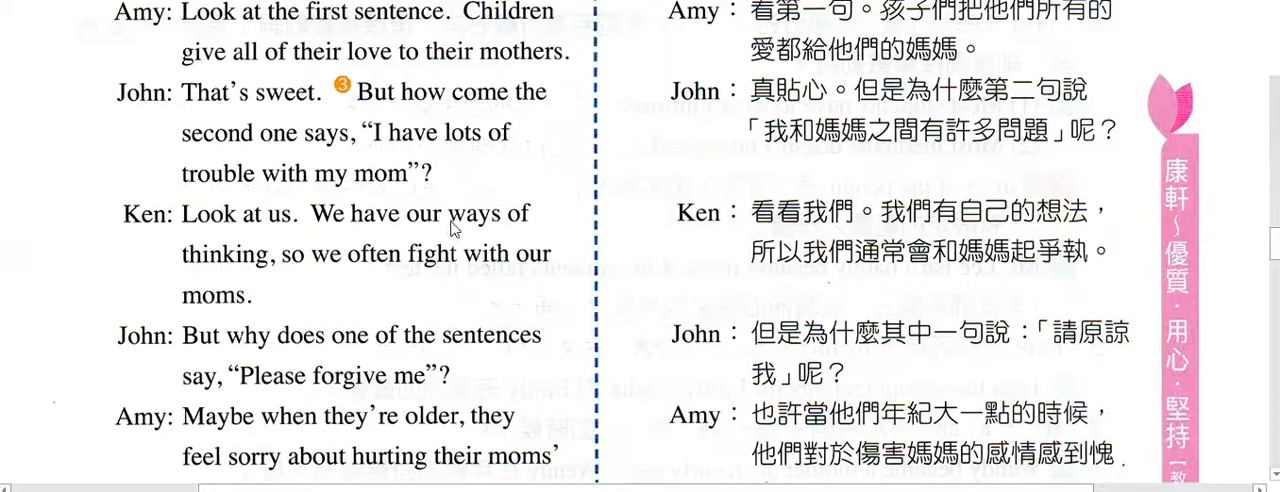 Amy: Look at the first sentence. Children
give all of their love to their mothers.
John: That's sweet. ❸ But how come the
second one says, “I have lots of
trouble with my mom”?
Ken: Look at us. We have our ways of
thinking, so we often fight with our
moms.
John: But why does one of the sentences
say, “Please forgive me”?
Amy: Maybe when they're older, they
feel sorry about hurting their moms'
Amy：看第一句。孩子們把他們所有的
愛都給他們的媽媽。
John：真貼心。但是為什麼第二句說
「我和媽媽之間有許多問題」呢？
Ken：看看我們。我們有自己的想法，
所以我們通常會和媽媽起爭執。
John：但是為什麼其中一句說：「請原諒
我」呢？
Amy：也許當他們年紀大一點的時候，
他們對於傷害媽媽的感情感到愧
康軒～優質．用心．堅持【教